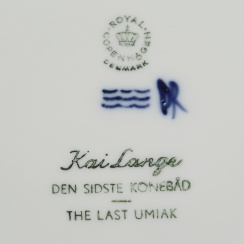 ROYAL
COPENHAGEN
DENMARK
Kai Lange
DEN SIDSTE KONEBÅD
THE LAST UMIAK